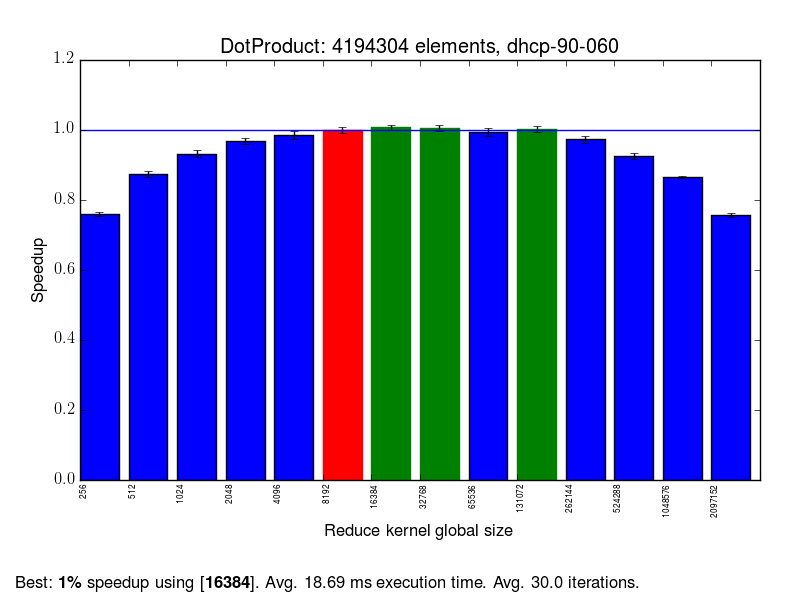 DotProduct: 4194304 elements, dhcp-90-060
1.2
1.0
0.8
0.6
0.4
0.2
0.0
Speedup
256 512 1024 2048 4096 8192 16384 32768 65536 131072 262144 524288 1048576 2097152
Reduce kernel global size
Best: 1% speedup using [16384]. Avg. 18.69 ms execution time. Avg. 30.0 iterations.